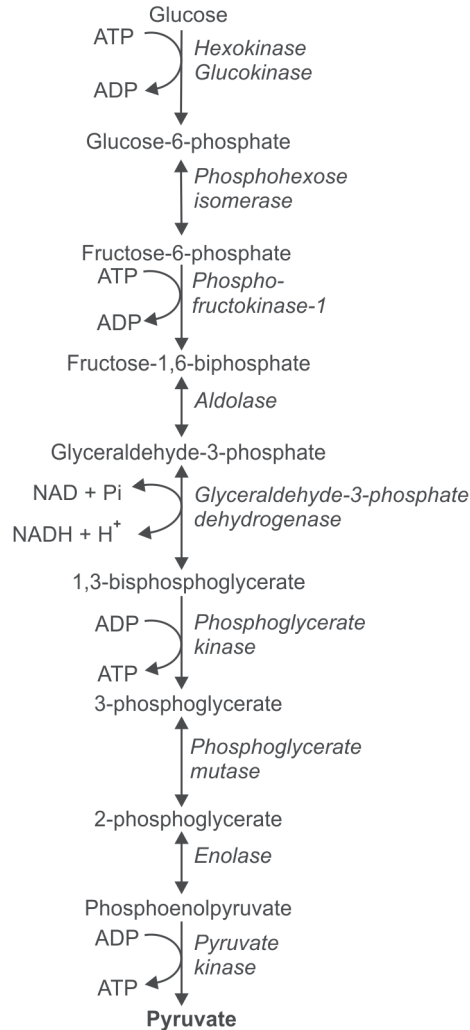 Glucose
ATP
Hexokinase
Glucokinase
ADP
Glucose-6-phosphate
Phosphohexose
isomerase
Fructose-6-phosphate
ATP
Phospho-
fructokinase-1
ADP
Fructose-1,6-biphosphate
Aldolase
Glyceraldehyde-3-phosphate
NAD + Pi
Glyceraldehyde-3-phosphate
dehydrogenase
NADH + H⁺
1,3-bisphosphoglycerate
ADP
Phosphoglycerate
kinase
ATP
3-phosphoglycerate
Phosphoglycerate
mutase
2-phosphoglycerate
Enolase
Phosphoenolpyruvate
ADP
Pyruvate
kinase
ATP
Pyruvate